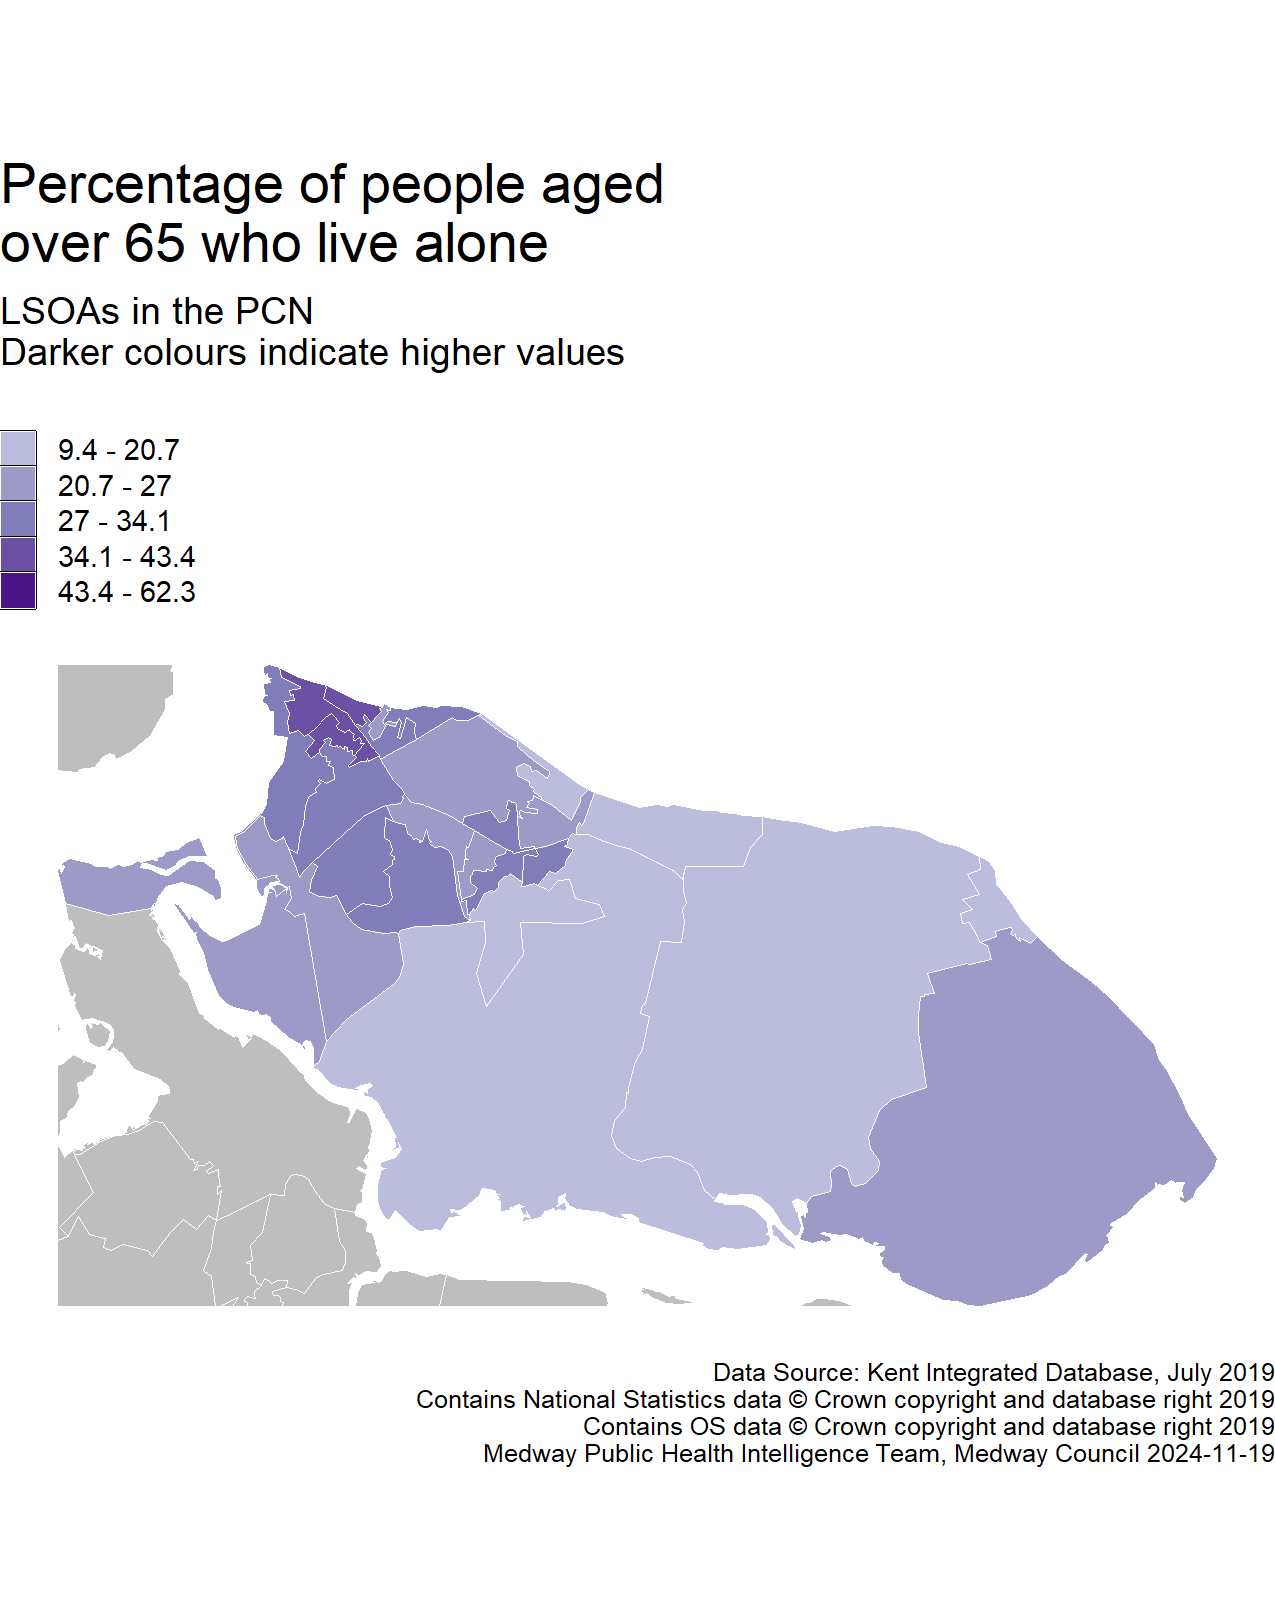 Percentage of people aged
over 65 who live alone
LSOAs in the PCN
Darker colours indicate higher values
9.4 - 20.7
20.7 - 27
27 - 34.1
34.1 - 43.4
43.4 - 62.3
Data Source: Kent Integrated Database, July 2019
Contains National Statistics data © Crown copyright and database right 2019
Contains OS data © Crown copyright and database right 2019
Medway Public Health Intelligence Team, Medway Council 2024-11-19